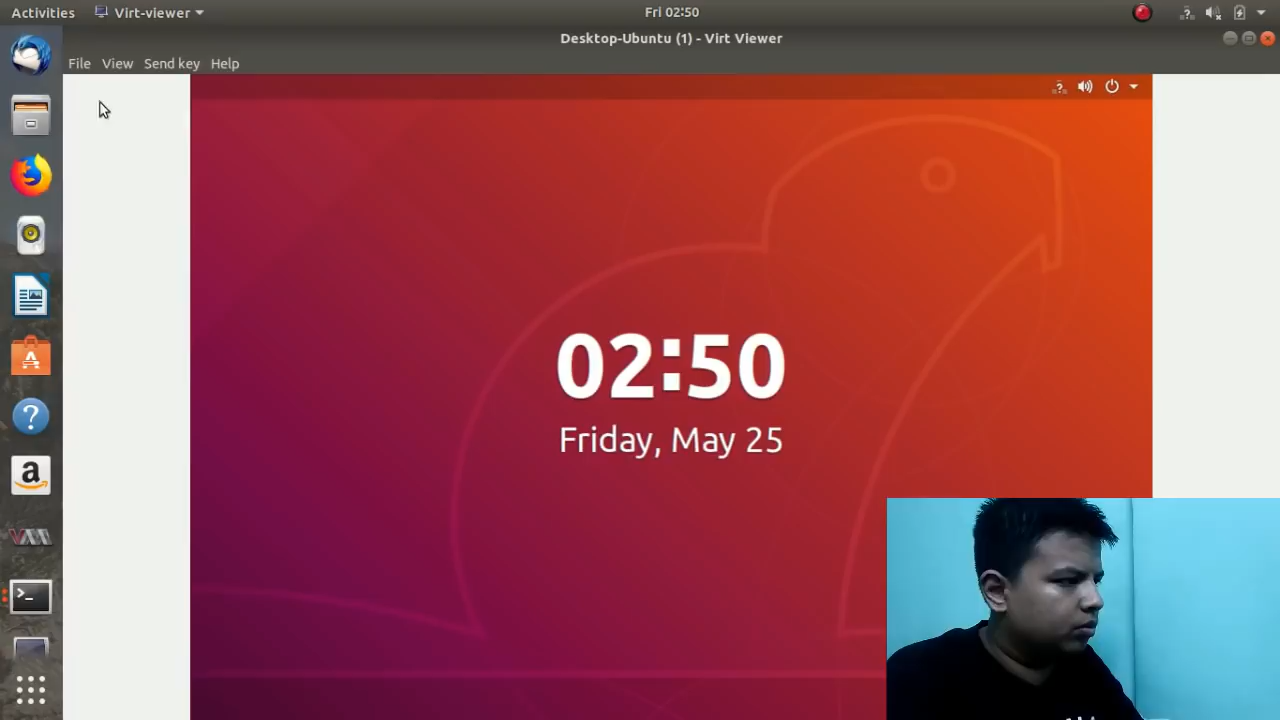 Activities Virt-viewer Fri 02:50
Desktop-Ubuntu (1) - Virt Viewer
File View Send key Help
02:50
Friday, May 25